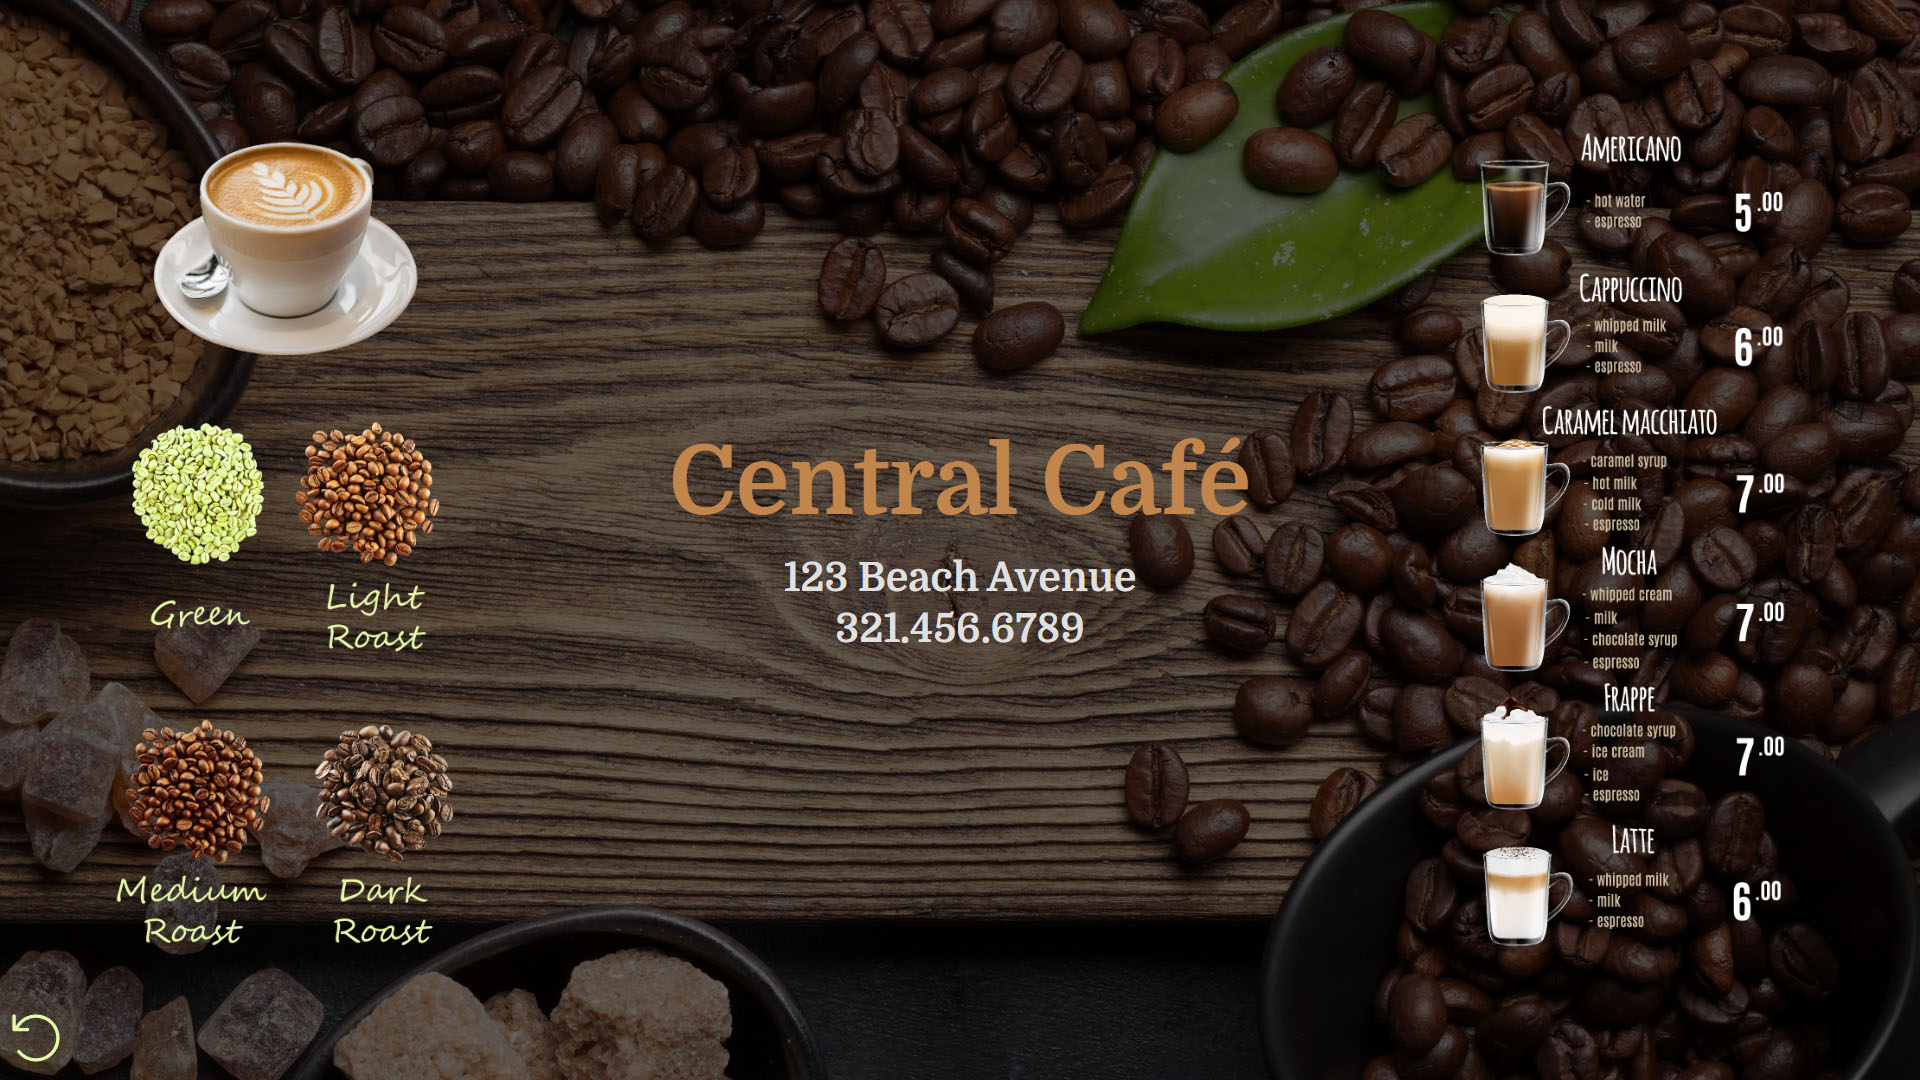 Green
Light
Roast
Medium
Roast
Dark
Roast
Central Café
123 Beach Avenue
321.456.6789
AMERICANO
- hot water
- espresso
5.00
CAPPUCCINO
- whipped milk
- milk
- espresso
6.00
CARAMEL MACCHIATO
- caramel syrup
- hot milk
- cold milk
- espresso
7.00
MOCHA
- whipped cream
- milk
- chocolate syrup
- espresso
7.00
FRAPPE
- chocolate syrup
- ice cream
- ice
- espresso
7.00
LATTE
- whipped milk
- milk
- espresso
6.00